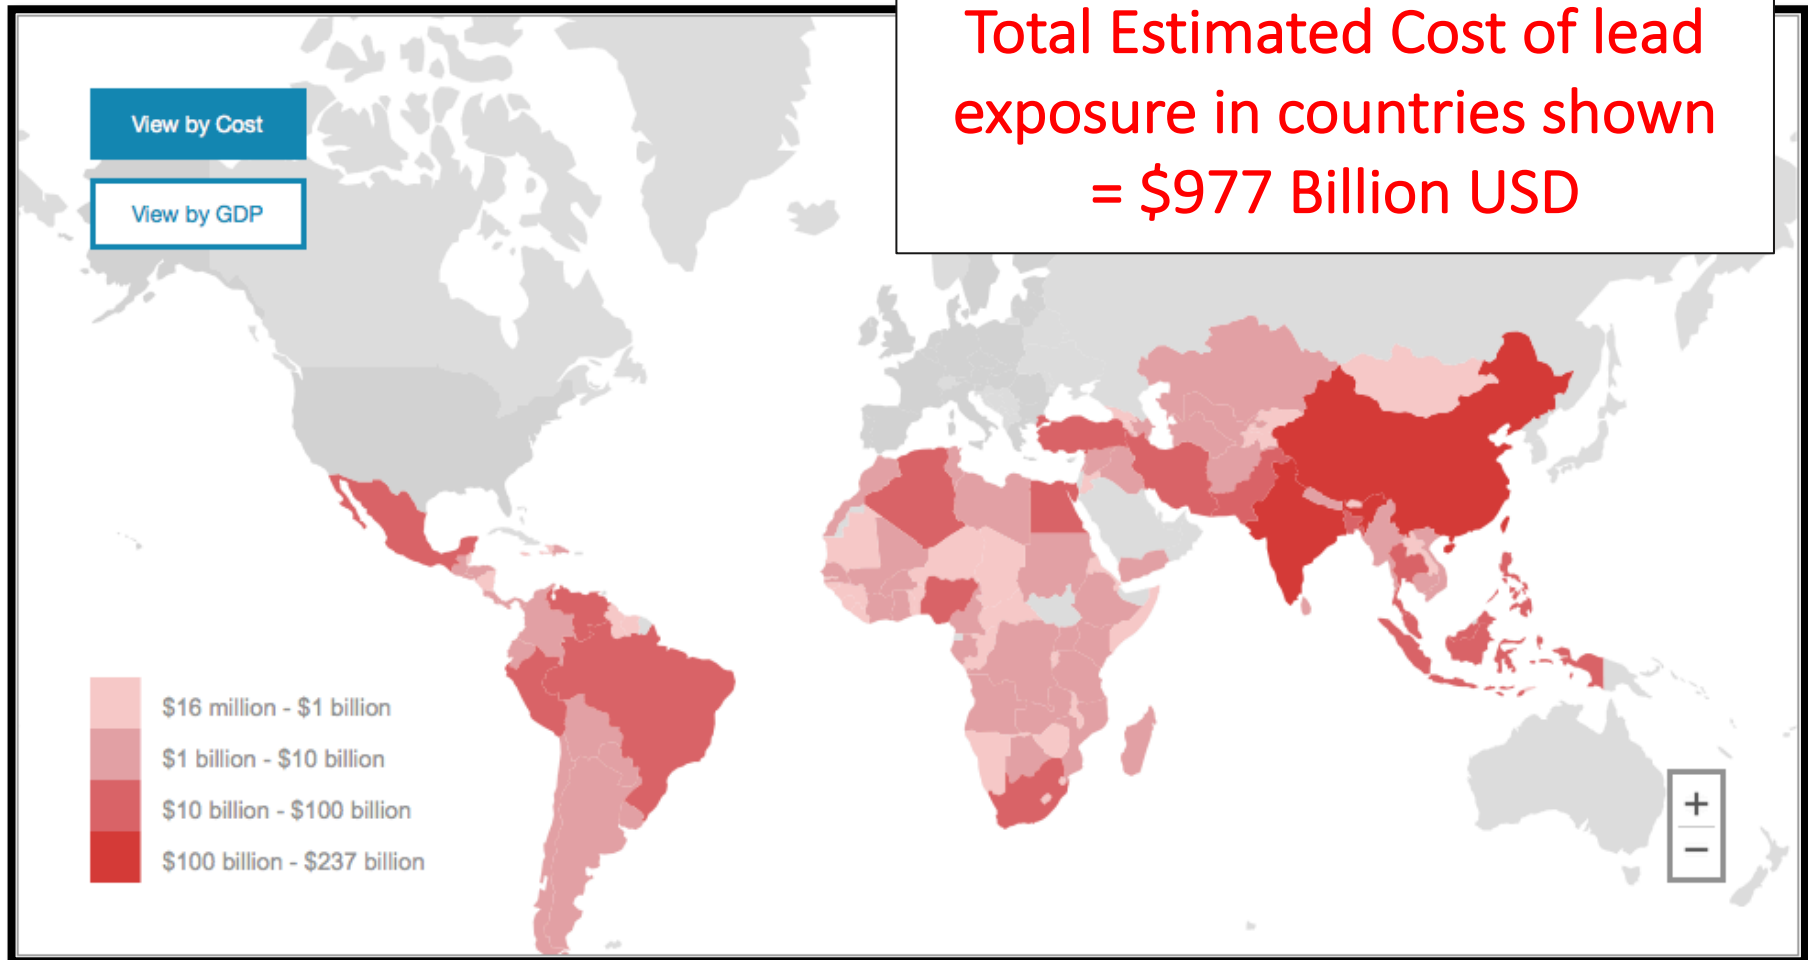 Total Estimated Cost of lead
exposure in countries shown
= $977 Billion USD
View by Cost
View by GDP
$16 million - $1 billion
$1 billion - $10 billion
$10 billion - $100 billion
$100 billion - $237 billion
+
−